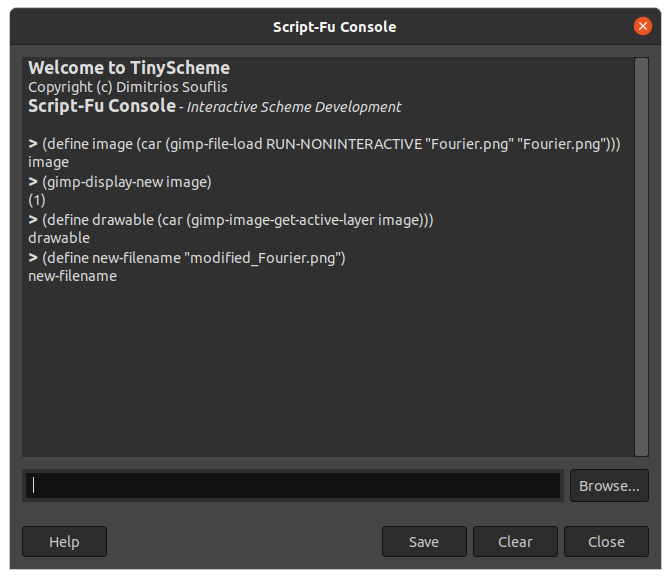 Script-Fu Console
Welcome to TinyScheme
Copyright (c) Dimitrios Souflis
Script-Fu Console - Interactive Scheme Development
> (define image (car (gimp-file-load RUN-NONINTERACTIVE "Fourier.png" "Fourier.png")))
image
> (gimp-display-new image)
(1)
> (define drawable (car (gimp-image-get-active-layer image)))
drawable
> (define new-filename "modified_Fourier.png")
new-filename
Browse...
Help
Save
Clear
Close